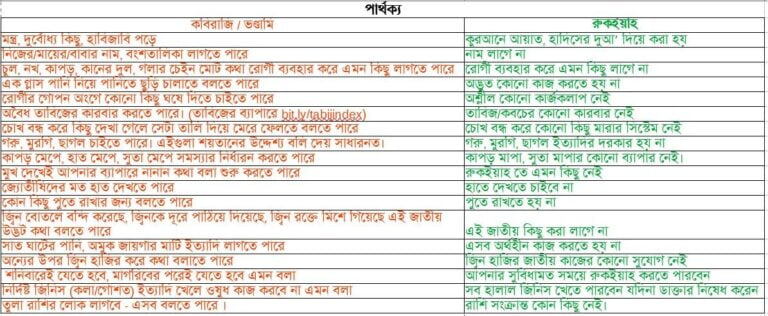 পার্থক্য
কবিরাজি / ভণ্ডামি	রুকইয়াহ
মন্ত্র, দুর্বোধ্য কিছু, হাবিজাবি পড়ে	কুরআনে আয়াত, হাদিসের দুআ' দিয়ে করা হয়
নিজের/মায়ের/বাবার নাম, বংশতালিকা লাগতে পারে	নাম লাগে না
চুল, নখ, কাপড়, কানের দুল, গলার চেইন মোট কথা রোগী ব্যবহার করে এমন কিছু লাগতে পারে	রোগী ব্যবহার করে এমন কিছু লাগে না
এক গ্লাস পানি নিয়ে পানিতে ছুড়ি চালাতে বলতে পারে	অদ্ভুত কোনো কাজ করতে হয় না
রোগীর গোপন অংগে কোনো কিছু ঘষে দিতে চাইতে পারে	অশ্লীল কোনো কার্জকলাপ নেই
অবৈধ তাবিজের কারবার করতে পারে। (তাবিজের ব্যাপারে bit.ly/tabijindex)	তাবিজ/কবচের কোনো কারবার নেই
চোখ বন্ধ করে কিছু দেখা গেলে সেটা তালি দিয়ে মেরে ফেলতে বলতে পারে	চোখ বন্ধ করে কোনো কিছু মারার সিস্টেম নেই
গরু, মুরগি, ছাগল চাইতে পারে। এইগুলা শয়তানের উদ্দেশ্য বলি দেয় সাধারনত।	গরু, মুরগি, ছাগল ইত্যাদির দরকার হয় না
কাপড় মেপে, হাত মেপে, সুতা মেপে সমস্যার নির্ধারন করতে পারে	কাপড় মাপা, সুতা মাপার কোনো ব্যাপার নেই।
মুখ দেখেই আপনার ব্যাপারে নানান কথা বলা শুরু করতে পারে	রুকইয়াহ তে এমন কিছু নেই
জ্যোতীষিদের মত হাত দেখতে পারে	হাতে দেখতে চাইবে না
কোন কিছু পুতে রাখার জন্য বলতে পারে	পুতে রাখতে হয় না
জ্বিন বোতলে বন্দি করেছে, জ্বিনকে দূরে পাঠিয়ে দিয়েছে, জ্বিন রক্তে মিশে গিয়েছে এই জাতীয়
উদ্ভট কথা বলতে পারে	এই জাতীয় কিছু করা লাগে না
সাত ঘাটের পানি, অমুক জায়গার মাটি ইত্যাদি লাগতে পারে	এসব অর্থহীন কাজ করতে হয় না
অন্যের উপর জ্বিন হাজির করে কথা বলাতে পারে	জ্বিন হাজির জাতীয় কাজের কোনো সুযোগ নেই
শনিবারেই যেতে হবে, মাগরিবের পরেই যেতে হবে এমন বলা	আপনার সুবিধামত সময়ে রুকইয়াহ করতে পারবেন
নির্দিষ্ট জিনিস (কলা/গোশত) ইত্যাদি খেলে ওষুধ কাজ করবে না এমন বলা	সব হালাল জিনিস খেতে পারবেন যদিনা ডাক্তার নিষেধ করেন
তুলা রাশির লোক লাগবে - এসব বলতে পারে ।	রাশি সংক্রান্ত কোন কিছু নেই।